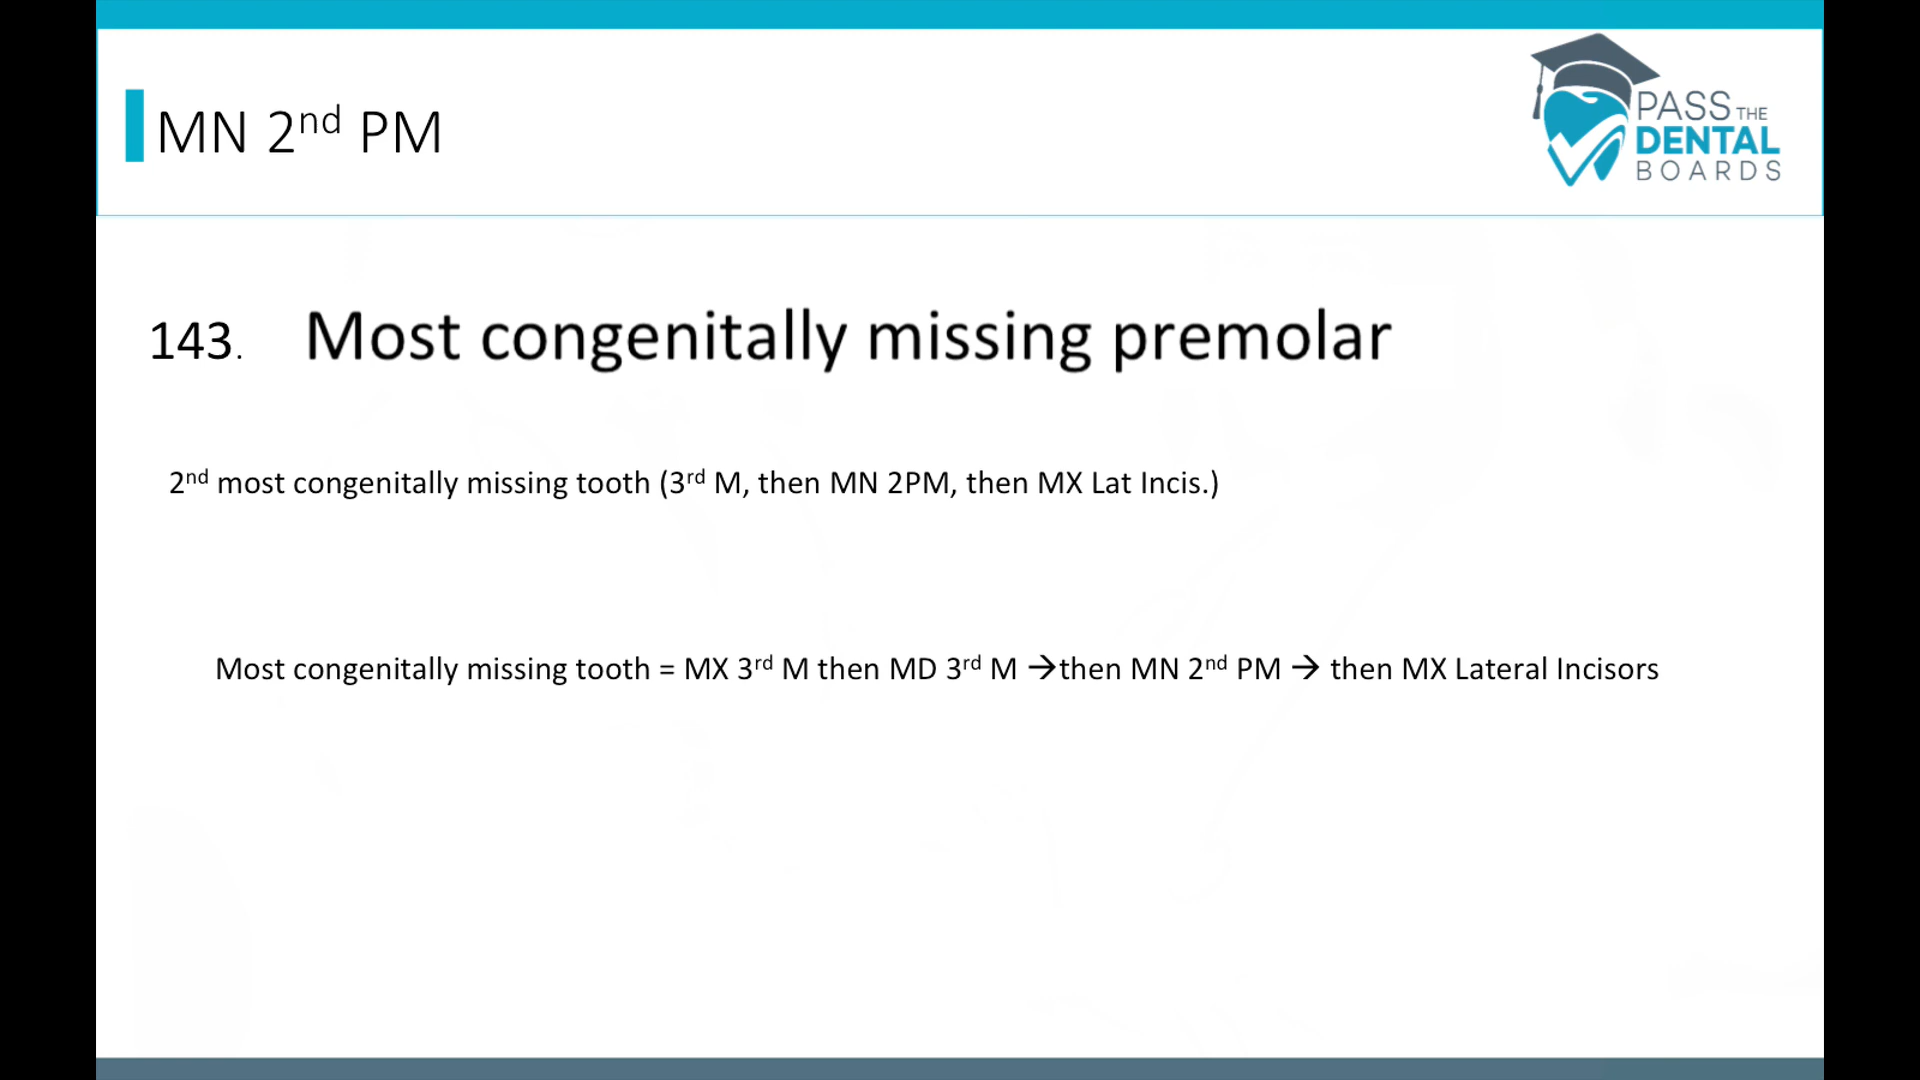 MN 2nd PM
PASS THE
DENTAL
BOARDS
143. Most congenitally missing premolar
2nd most congenitally missing tooth (3rd M, then MN 2PM, then MX Lat Incis.)
Most congenitally missing tooth = MX 3rd M then MD 3rd M →then MN 2nd PM → then MX Lateral Incisors